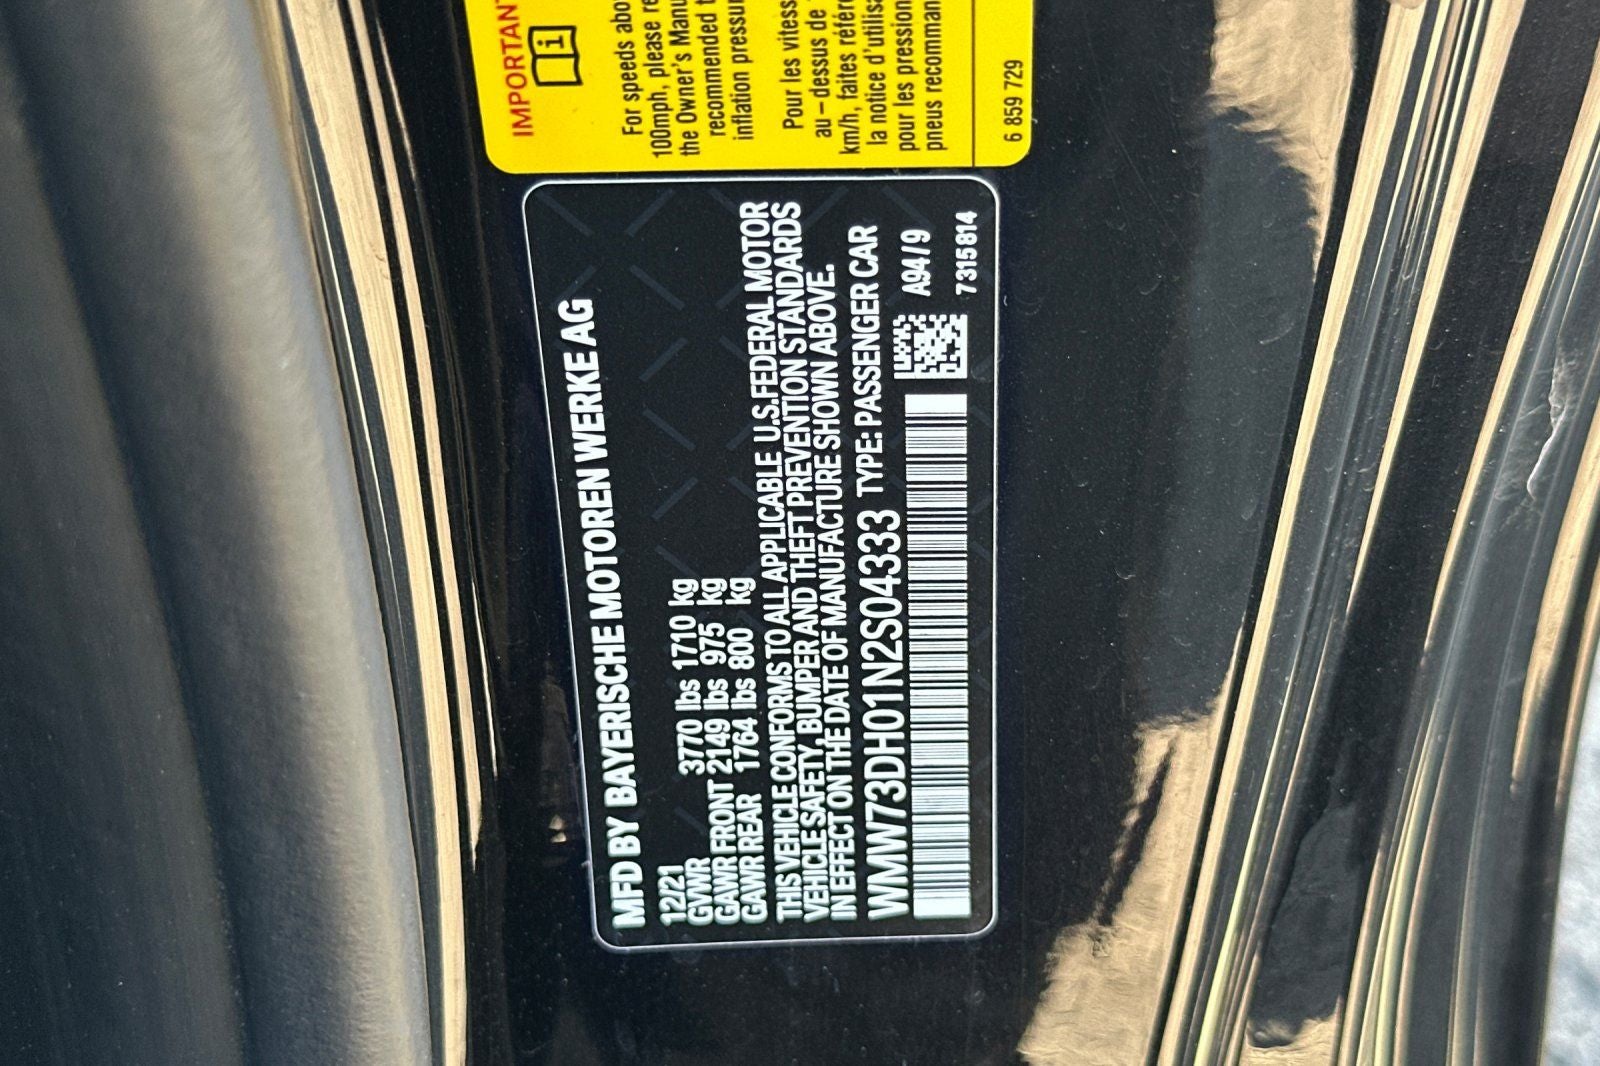 MFD BY BAYERISCHE MOTOREN WERKE AG
12/21
GVWR 3770 lbs 1710 kg
GAWR FRONT 2149 lbs 975 kg
GAWR REAR 1764 lbs 800 kg
THIS VEHICLE CONFORMS TO ALL APPLICABLE U.S.FEDERAL MOTOR
VEHICLE SAFETY, BUMPER AND THEFT PREVENTION STANDARDS
IN EFFECT ON THE DATE OF MANUFACTURE SHOWN ABOVE.
WMW73DH01N2S04333 TYPE: PASSENGER CAR
A94/9
7315814
IMPORTAN
i
For speeds abo
100mph, please re
the Owner's Manu
recommended t
inflation pressur
Pour les vitess
au-dessus de
km/h, faites référ
la notice d'utilisa
pour les pression
pneus recomman
6 859 729